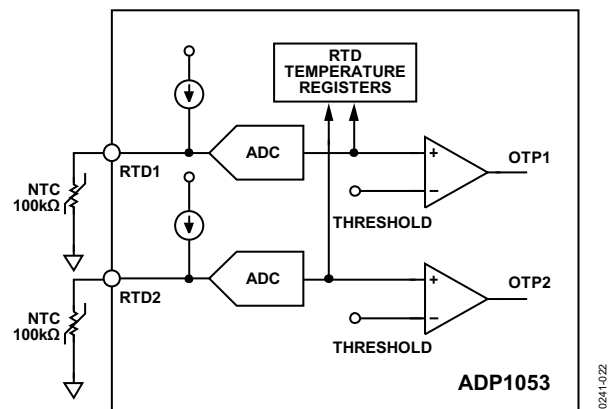 RTD
TEMPERATURE
REGISTERS
ADC
+
−
OTP1
RTD1
NTC
100kΩ
THRESHOLD
ADC
+
−
OTP2
RTD2
NTC
100kΩ
THRESHOLD
ADP1053
0241-022